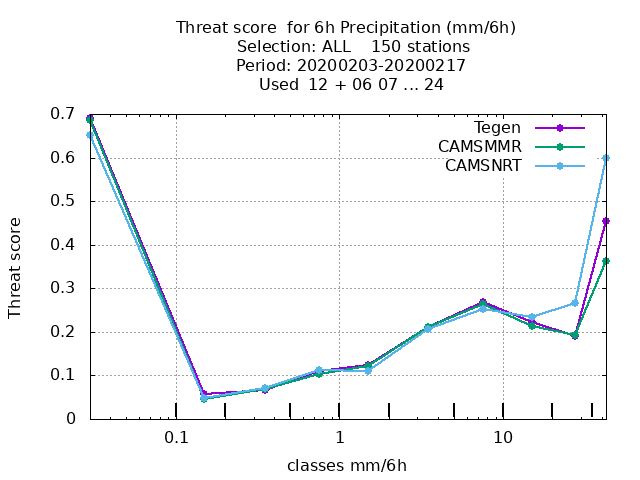 Threat score  for 6h Precipitation (mm/6h)
Selection: ALL    150 stations
Period: 20200203-20200217
Used  12 + 06 07 ... 24
Tegen
CAMSMMR
CAMSNRT
0.7
0.6
0.5
0.4
0.3
0.2
0.1
0
Threat score
0.1 1 10
classes mm/6h